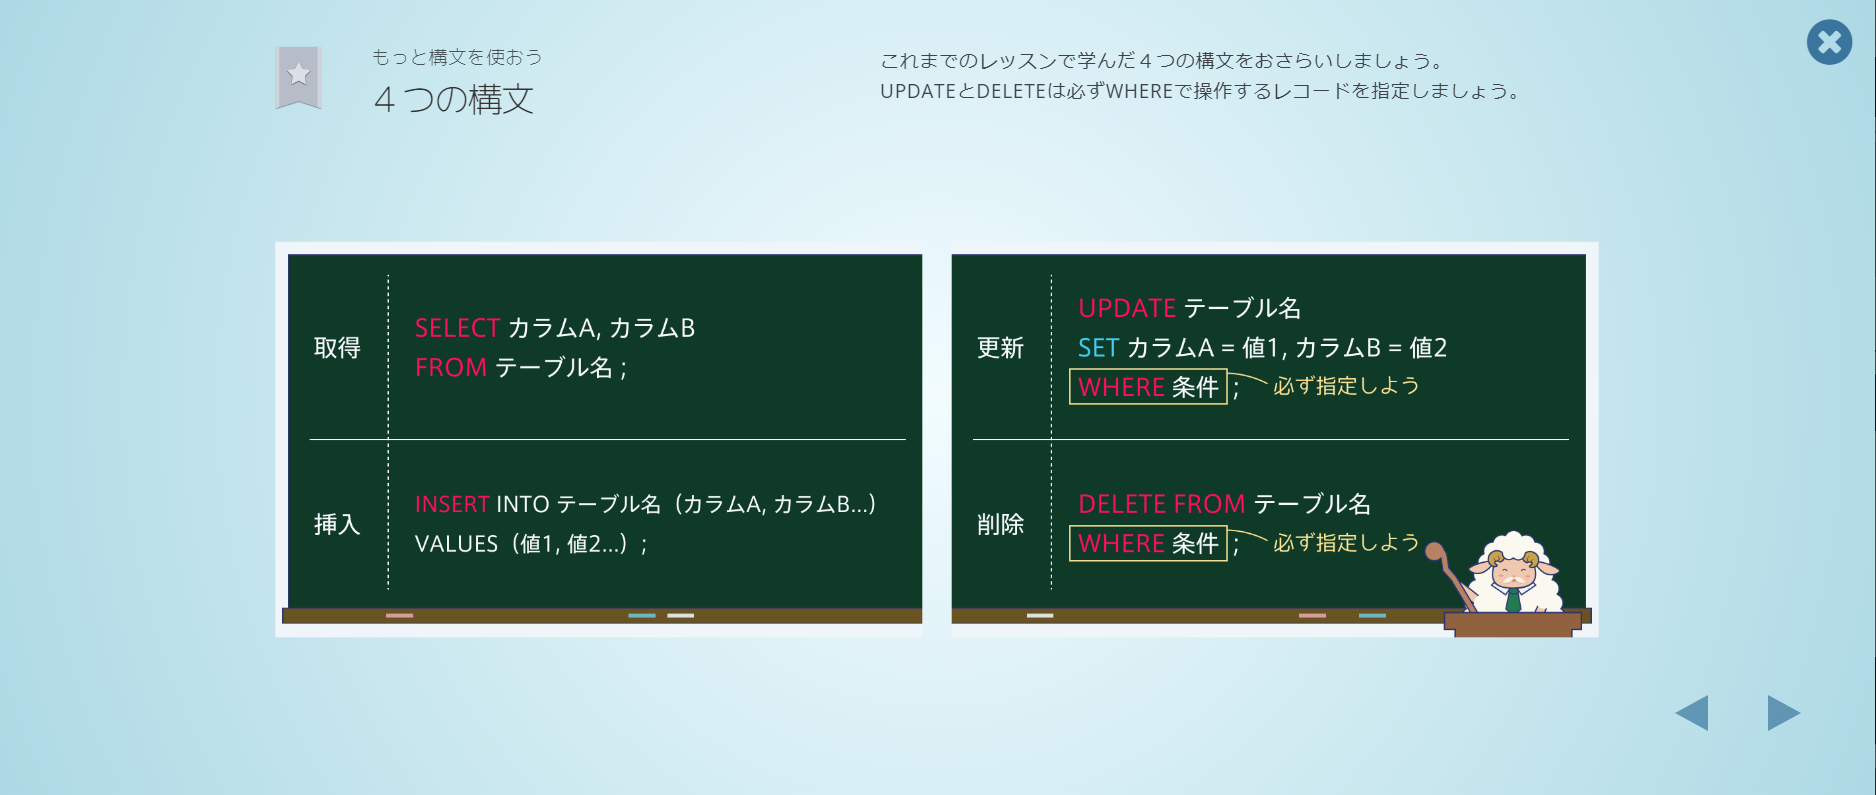 もっと構文を使おう
４つの構文
これまでのレッスンで学んだ４つの構文をおさらいしましょう。
UPDATEとDELETEは必ずWHEREで操作するレコードを指定しましょう。
取得
SELECT カラムA, カラムB
FROM テーブル名 ;
挿入
INSERT INTO テーブル名（カラムA, カラムB...）
VALUES（値1, 値2...）;
更新
UPDATE テーブル名
SET カラムA = 値1, カラムB = 値2
WHERE 条件 ; 必ず指定しよう
削除
DELETE FROM テーブル名
WHERE 条件 ; 必ず指定しよう